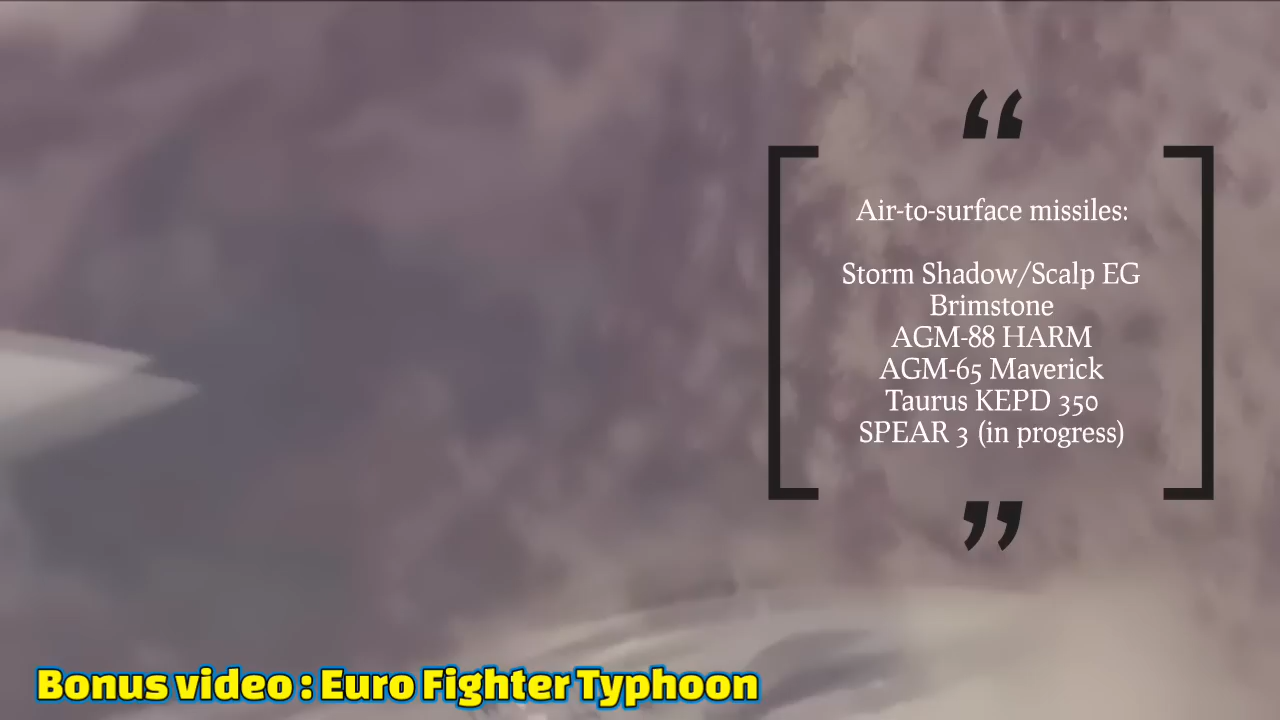 “
Air-to-surface missiles:
Storm Shadow/Scalp EG
Brimstone
AGM-88 HARM
AGM-65 Maverick
Taurus KEPD 350
SPEAR 3 (in progress)
”
Bonus video : Euro Fighter Typhoon